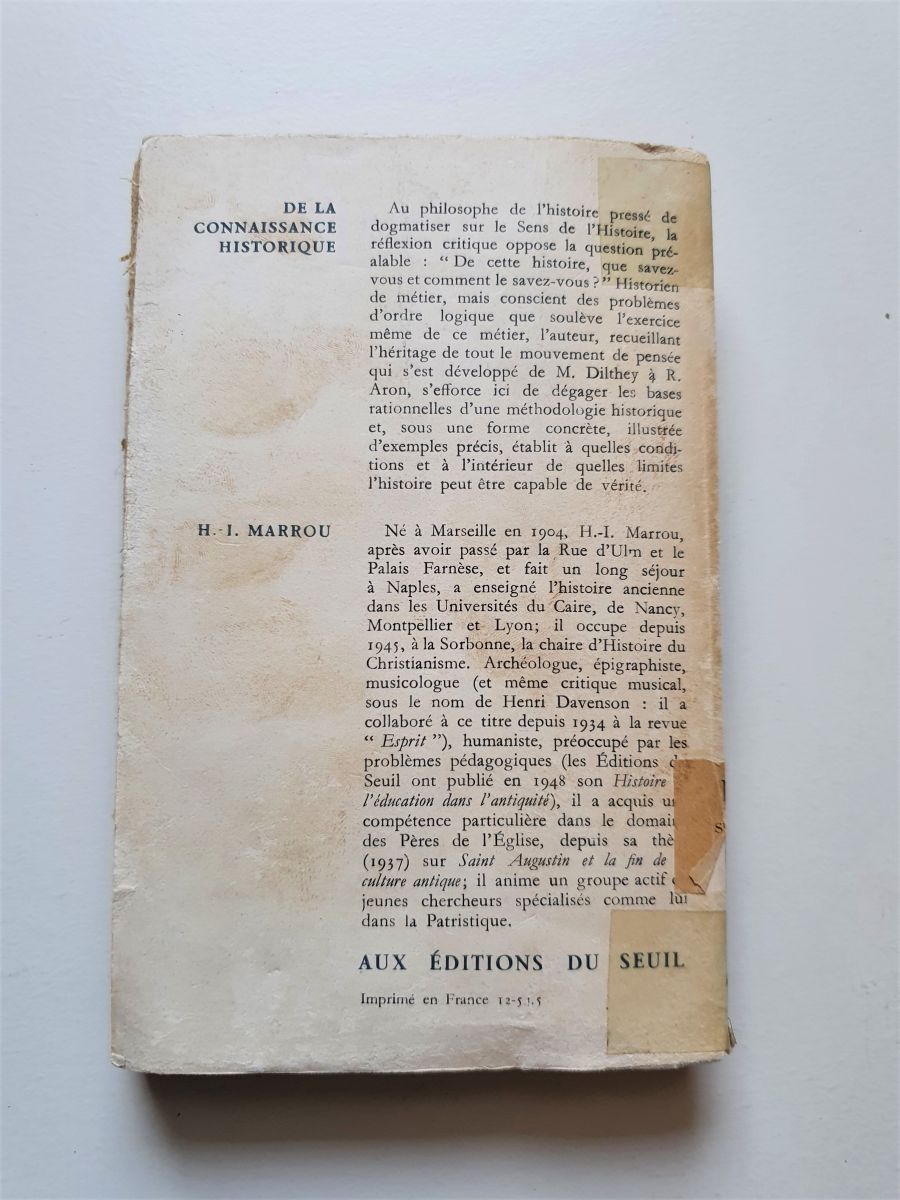 DE LA
CONNAISSANCE
HISTORIQUE
Au philosophe de l'histoire pressé de
dogmatiser sur le Sens de l'Histoire, la
réflexion critique oppose la question pré-
alable : “ De cette histoire, que savez-
vous et comment le savez-vous ? ” Historien
de métier, mais conscient des problèmes
d'ordre logique que soulève l'exercice
même de ce métier, l'auteur, recueillant
l'héritage de tout le mouvement de pensée
qui s'est développé de M. Dilthey à R.
Aron, s'efforce ici de dégager les bases
rationnelles d'une méthodologie historique
et, sous une forme concrète, illustrée
d'exemples précis, établit à quelles condi-
tions et à l'intérieur de quelles limites
l'histoire peut être capable de vérité.
H.-I. MARROU
Né à Marseille en 1904, H.-I. Marrou,
après avoir passé par la Rue d'Ulm et le
Palais Farnèse, et fait un long séjour
à Naples, a enseigné l'histoire ancienne
dans les Universités du Caire, de Nancy,
Montpellier et Lyon; il occupe depuis
1945, à la Sorbonne, la chaire d'Histoire du
Christianisme. Archéologue, épigraphiste,
musicologue (et même critique musical,
sous le nom de Henri Davenson : il a
collaboré à ce titre depuis 1934 à la revue
“ Esprit ”), humaniste, préoccupé par les
problèmes pédagogiques (les Éditions
Seuil ont publié en 1948 son Histoire
l'éducation dans l'antiquité), il a acquis
compétence particulière dans le
des Pères de l'Église, depuis sa
(1937) sur Saint Augustin et la fin de
culture antique; il anime un groupe actif
jeunes chercheurs spécialisés comme lui
dans la Patristique.
AUX ÉDITIONS DU SEUIL
Imprimé en France